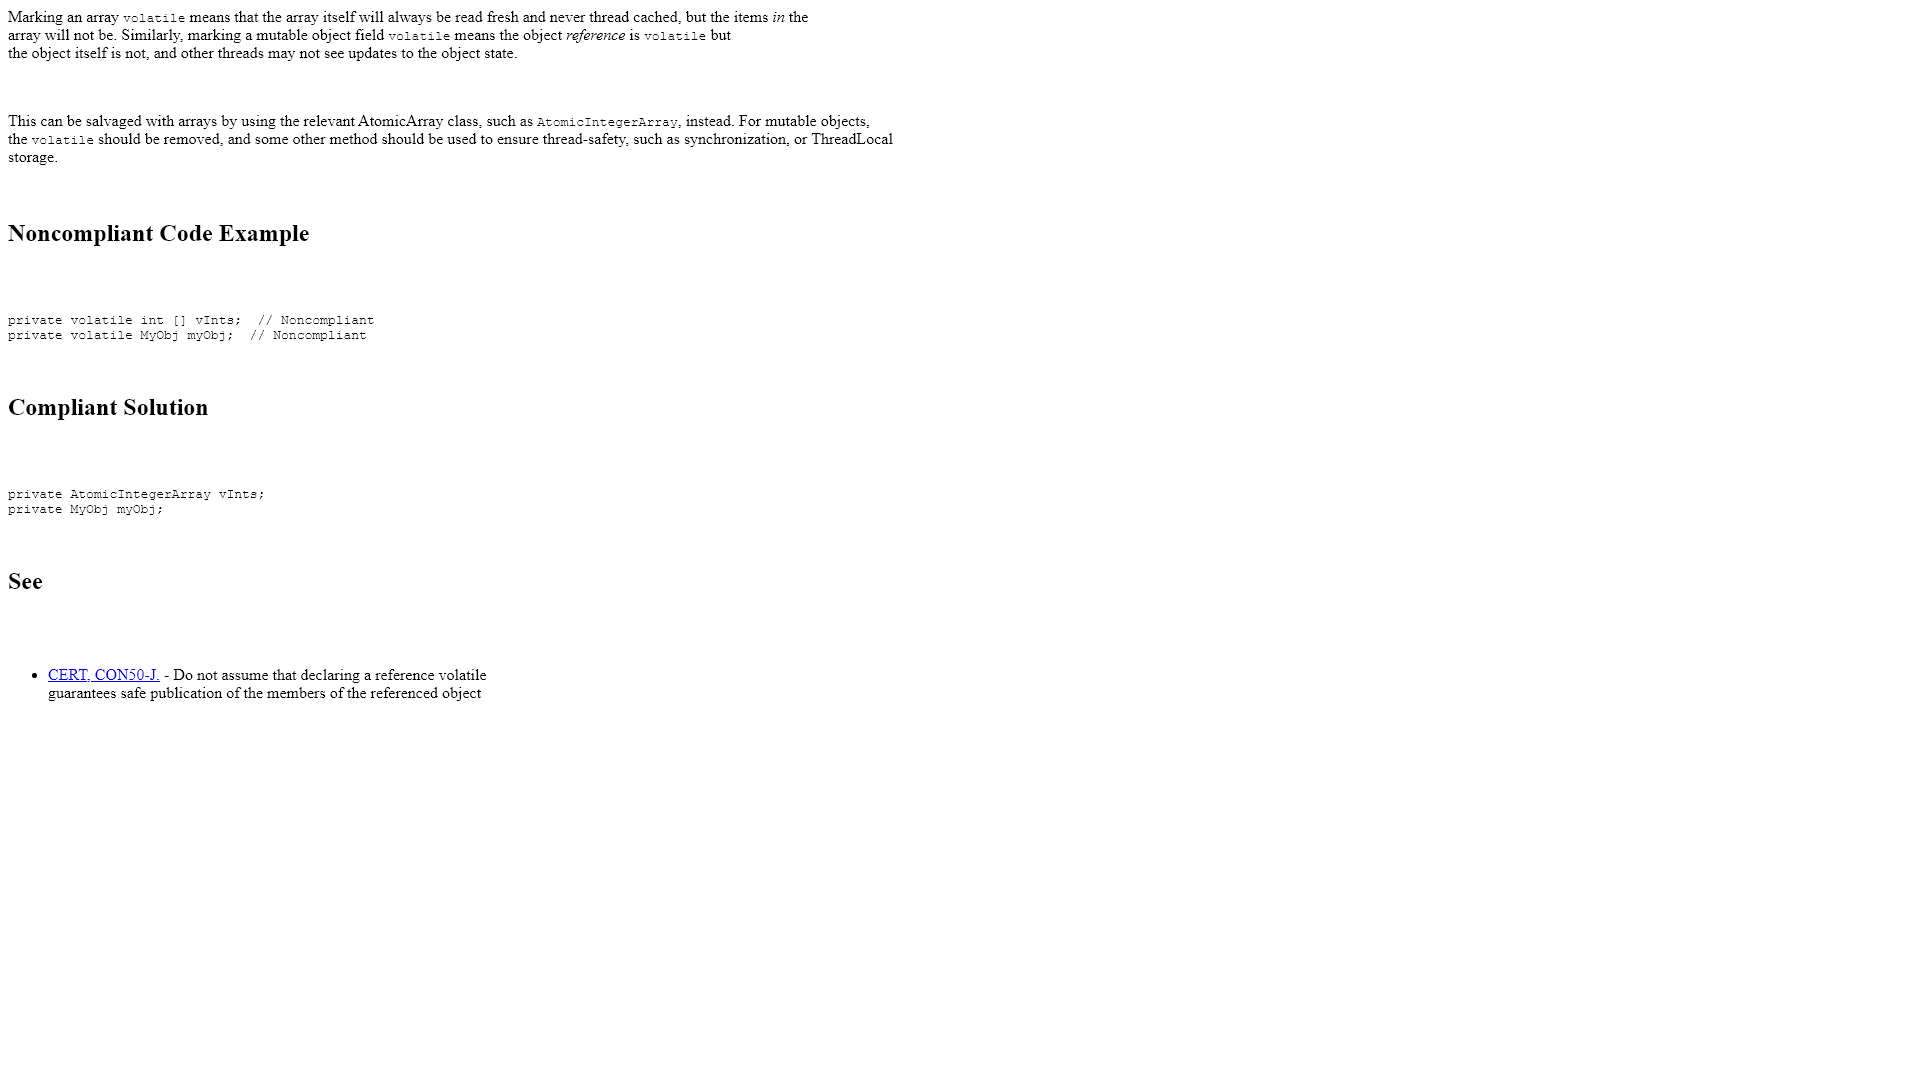 Marking an array volatile means that the array itself will always be read fresh and never thread cached, but the items in the
array will not be. Similarly, marking a mutable object field volatile means the object reference is volatile but
the object itself is not, and other threads may not see updates to the object state.
This can be salvaged with arrays by using the relevant AtomicArray class, such as AtomicIntegerArray, instead. For mutable objects,
the volatile should be removed, and some other method should be used to ensure thread-safety, such as synchronization, or ThreadLocal
storage.
Noncompliant Code Example
private volatile int [] vInts;  // Noncompliant
private volatile MyObj myObj;  // Noncompliant
Compliant Solution
private AtomicIntegerArray vInts;
private MyObj myObj;
See
• CERT, CON50-J. - Do not assume that declaring a reference volatile
guarantees safe publication of the members of the referenced object